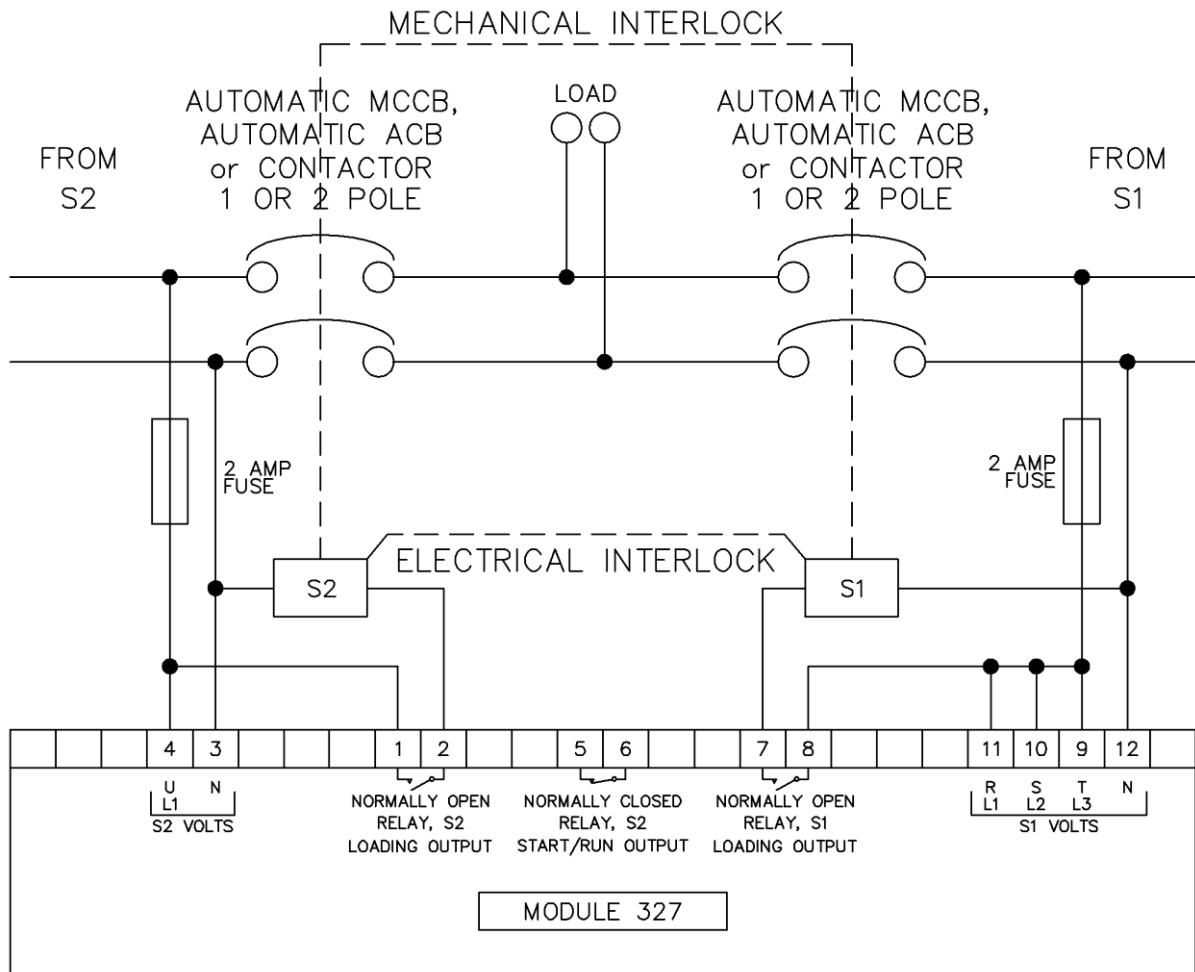 MECHANICAL INTERLOCK
AUTOMATIC MCCB,
AUTOMATIC ACB
or CONTACTOR
1 OR 2 POLE
LOAD
AUTOMATIC MCCB,
AUTOMATIC ACB
or CONTACTOR
1 OR 2 POLE
FROM
S2
FROM
S1
2 AMP
FUSE
2 AMP
FUSE
ELECTRICAL INTERLOCK
S2
S1
4 3 1 2 5 6 7 8 11 10 9 12
U N
L1
S2 VOLTS
NORMALLY OPEN
RELAY, S2
LOADING OUTPUT
NORMALLY CLOSED
RELAY, S2
START/RUN OUTPUT
NORMALLY OPEN
RELAY, S1
LOADING OUTPUT
R S T N
L1 L2 L3
S1 VOLTS
MODULE 327